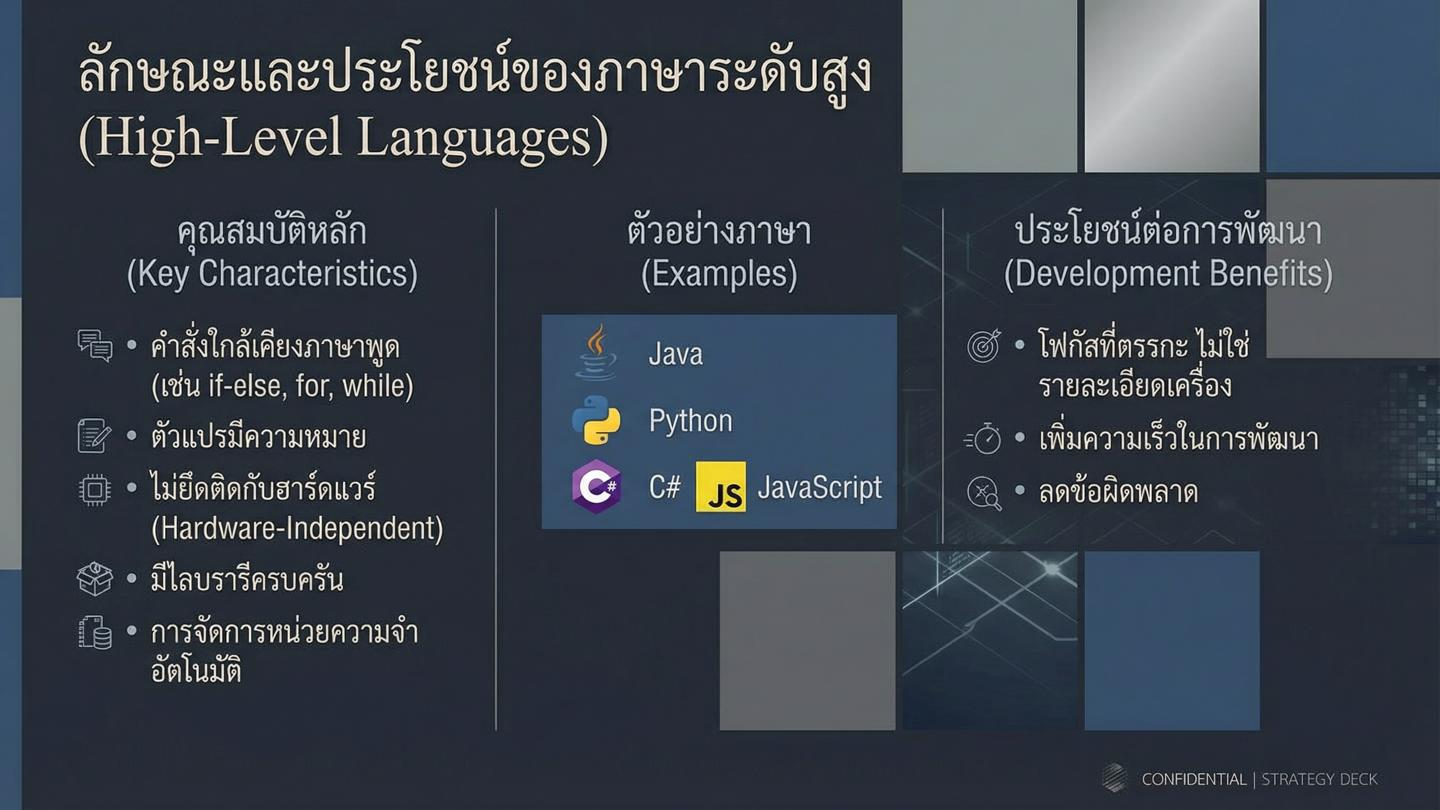 ลักษณะและประโยชน์ของภาษาระดับสูง
(High-Level Languages)
คุณสมบัติหลัก
(Key Characteristics)
• คำสั่งใกล้เคียงภาษาพูด
(เช่น if-else, for, while)
• ตัวแปรมีความหมาย
• ไม่ยึดติดกับฮาร์ดแวร์
(Hardware-Independent)
• มีไลบรารีครบครัน
• การจัดการหน่วยความจำ
อัตโนมัติ
ตัวอย่างภาษา
(Examples)
Java
Python
C# C# JS JavaScript
ประโยชน์ต่อการพัฒนา
(Development Benefits)
• โฟกัสที่ตรรกะ ไม่ใช่
รายละเอียดเครื่อง
• เพิ่มความเร็วในการพัฒนา
• ลดข้อผิดพลาด
CONFIDENTIAL | STRATEGY DECK